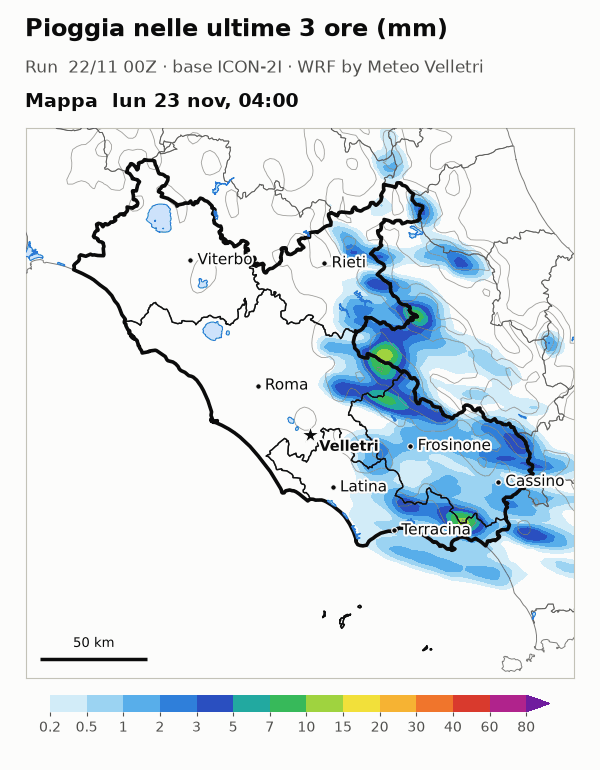 Pioggia nelle ultime 3 ore (mm)
Run 22/11 00Z · base ICON-2I · WRF by Meteo Velletri
Mappa lun 23 nov, 04:00
Viterbo
Rieti
Roma
Velletri
Frosinone
Latina
Cassino
Terracina
50 km
0.2 0.5 1 2 3 5 7 10 15 20 30 40 60 80